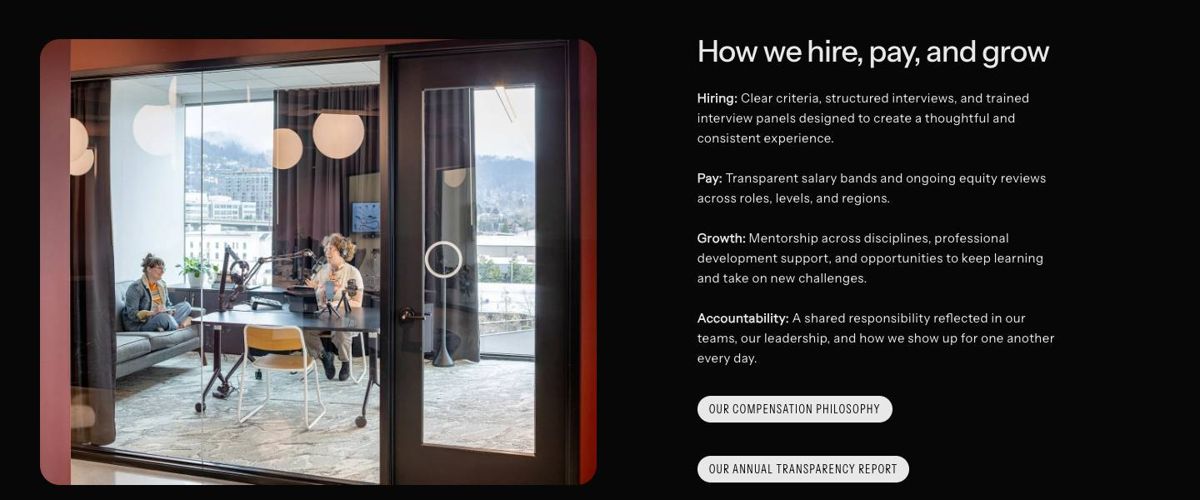 How we hire, pay, and grow
Hiring: Clear criteria, structured interviews, and trained
interview panels designed to create a thoughtful and
consistent experience.
Pay: Transparent salary bands and ongoing equity reviews
across roles, levels, and regions.
Growth: Mentorship across disciplines, professional
development support, and opportunities to keep learning
and take on new challenges.
Accountability: A shared responsibility reflected in our
teams, our leadership, and how we show up for one another
every day.
OUR COMPENSATION PHILOSOPHY
OUR ANNUAL TRANSPARENCY REPORT